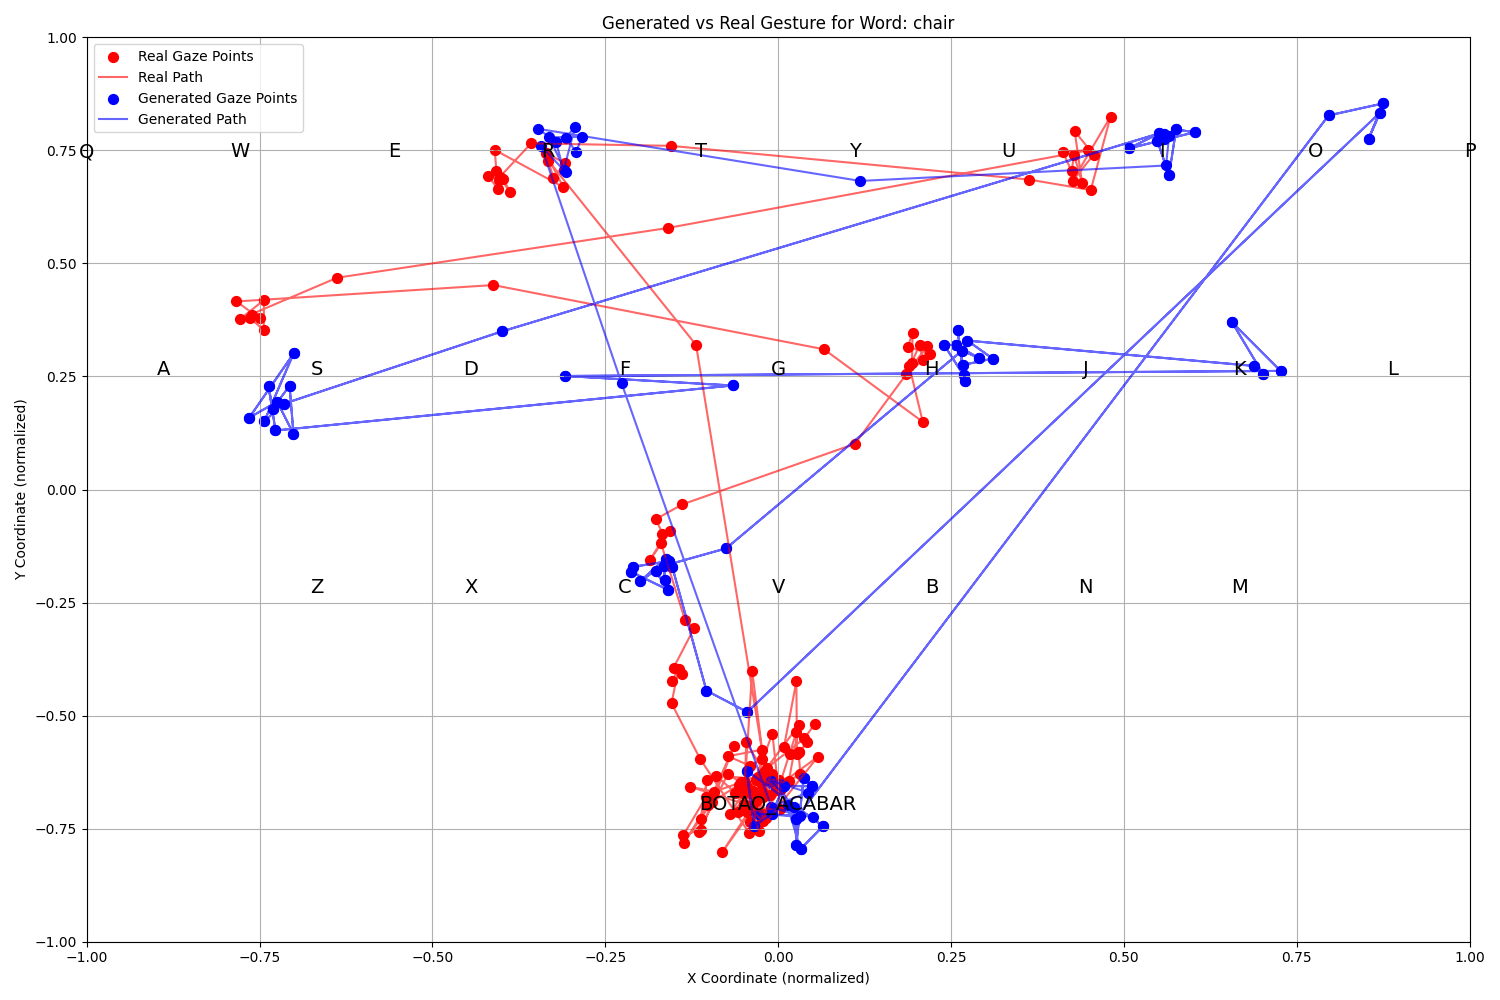 Generated vs Real Gesture for Word: chair
1.00
Real Gaze Points
Real Path
Generated Gaze Points
Generated Path
0.75
Q W E R T Y U I O P
0.50
A S D F G H J K L
0.25
Y Coordinate (normalized)
0.00
Z X C V B N M
−0.25
−0.50
BOTAO_ACABAR
−0.75
−1.00
−1.00 −0.75 −0.50 −0.25 0.00 0.25 0.50 0.75 1.00
X Coordinate (normalized)